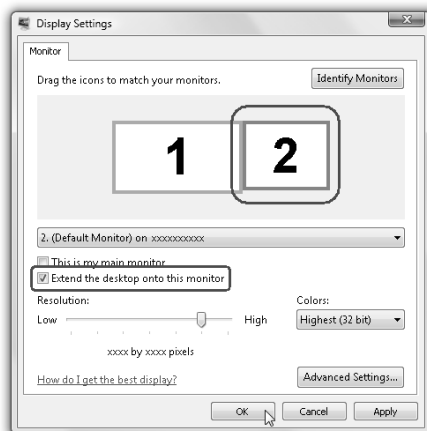 Display Settings
Monitor
Drag the icons to match your monitors.
Identify Monitors
1
2
2. (Default Monitor) on xxxxxxxxxx
This is my main monitor
Extend the desktop onto this monitor
Resolution:
Colors:
Low
High
Highest (32 bit)
xxxx by xxxx pixels
How do I get the best display?
Advanced Settings...
OK
Cancel
Apply